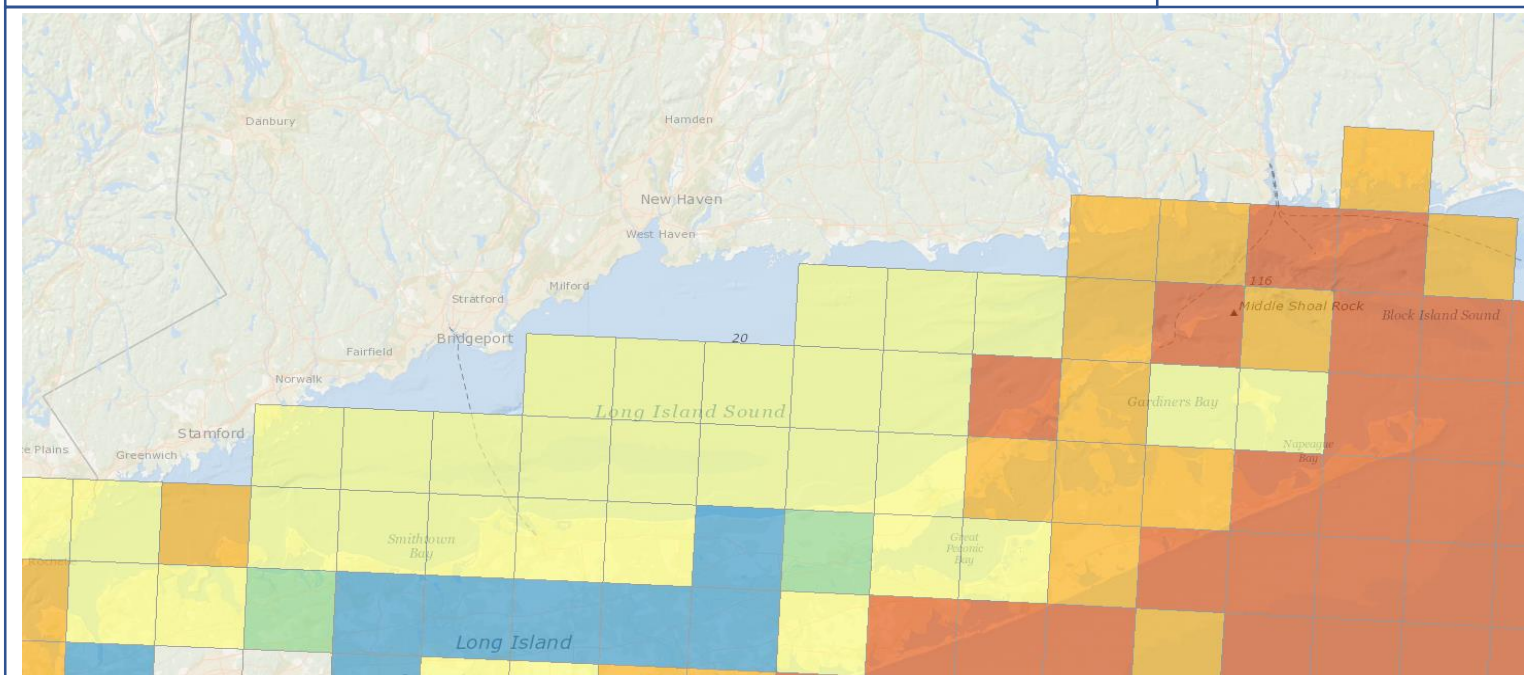 Danbury
Hamden
New Haven
West Haven
Milford
Stratford
Bridgeport
Fairfield
Norwalk
Stamford
Greenwich
e Plains
20
116
Middle Shoal Rock
Block Island Sound
Long Island Sound
Gardiners Bay
Napeague
Bay
Smithtown
Bay
Great
Peconic
Bay
Rochelle
Long Island